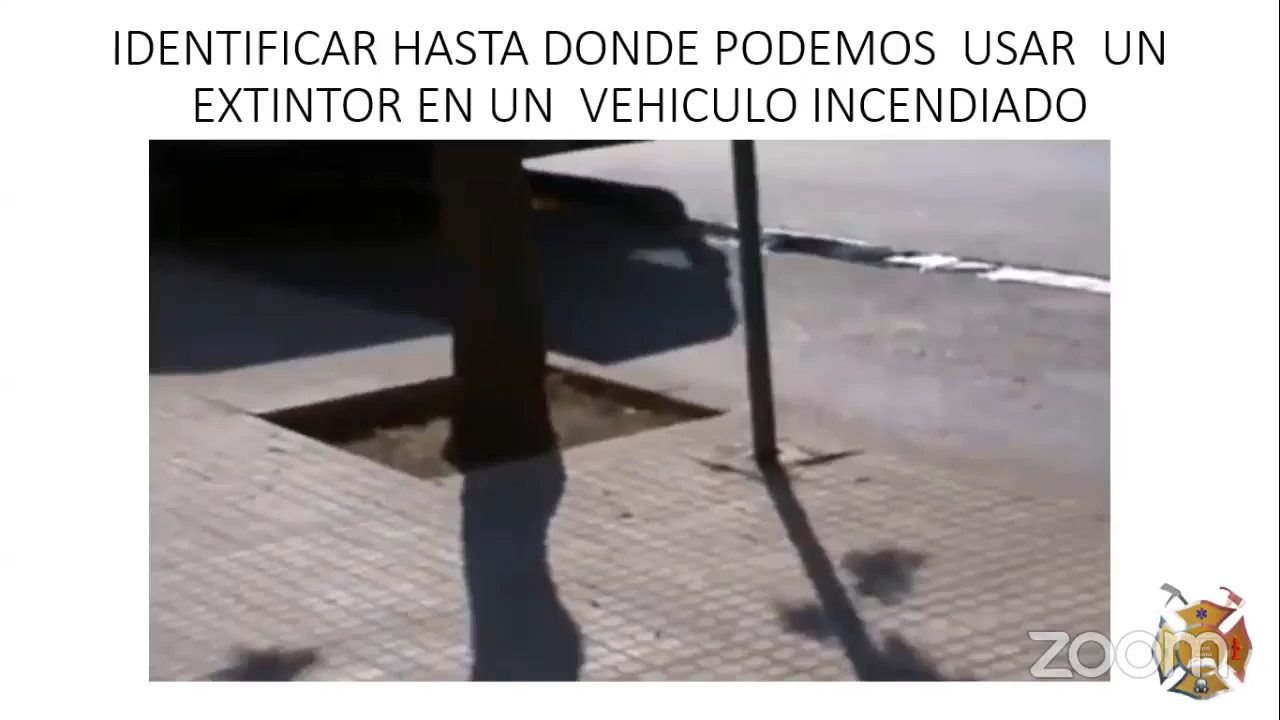 IDENTIFICAR HASTA DONDE PODEMOS USAR UN
EXTINTOR EN UN VEHICULO INCENDIADO
zoom